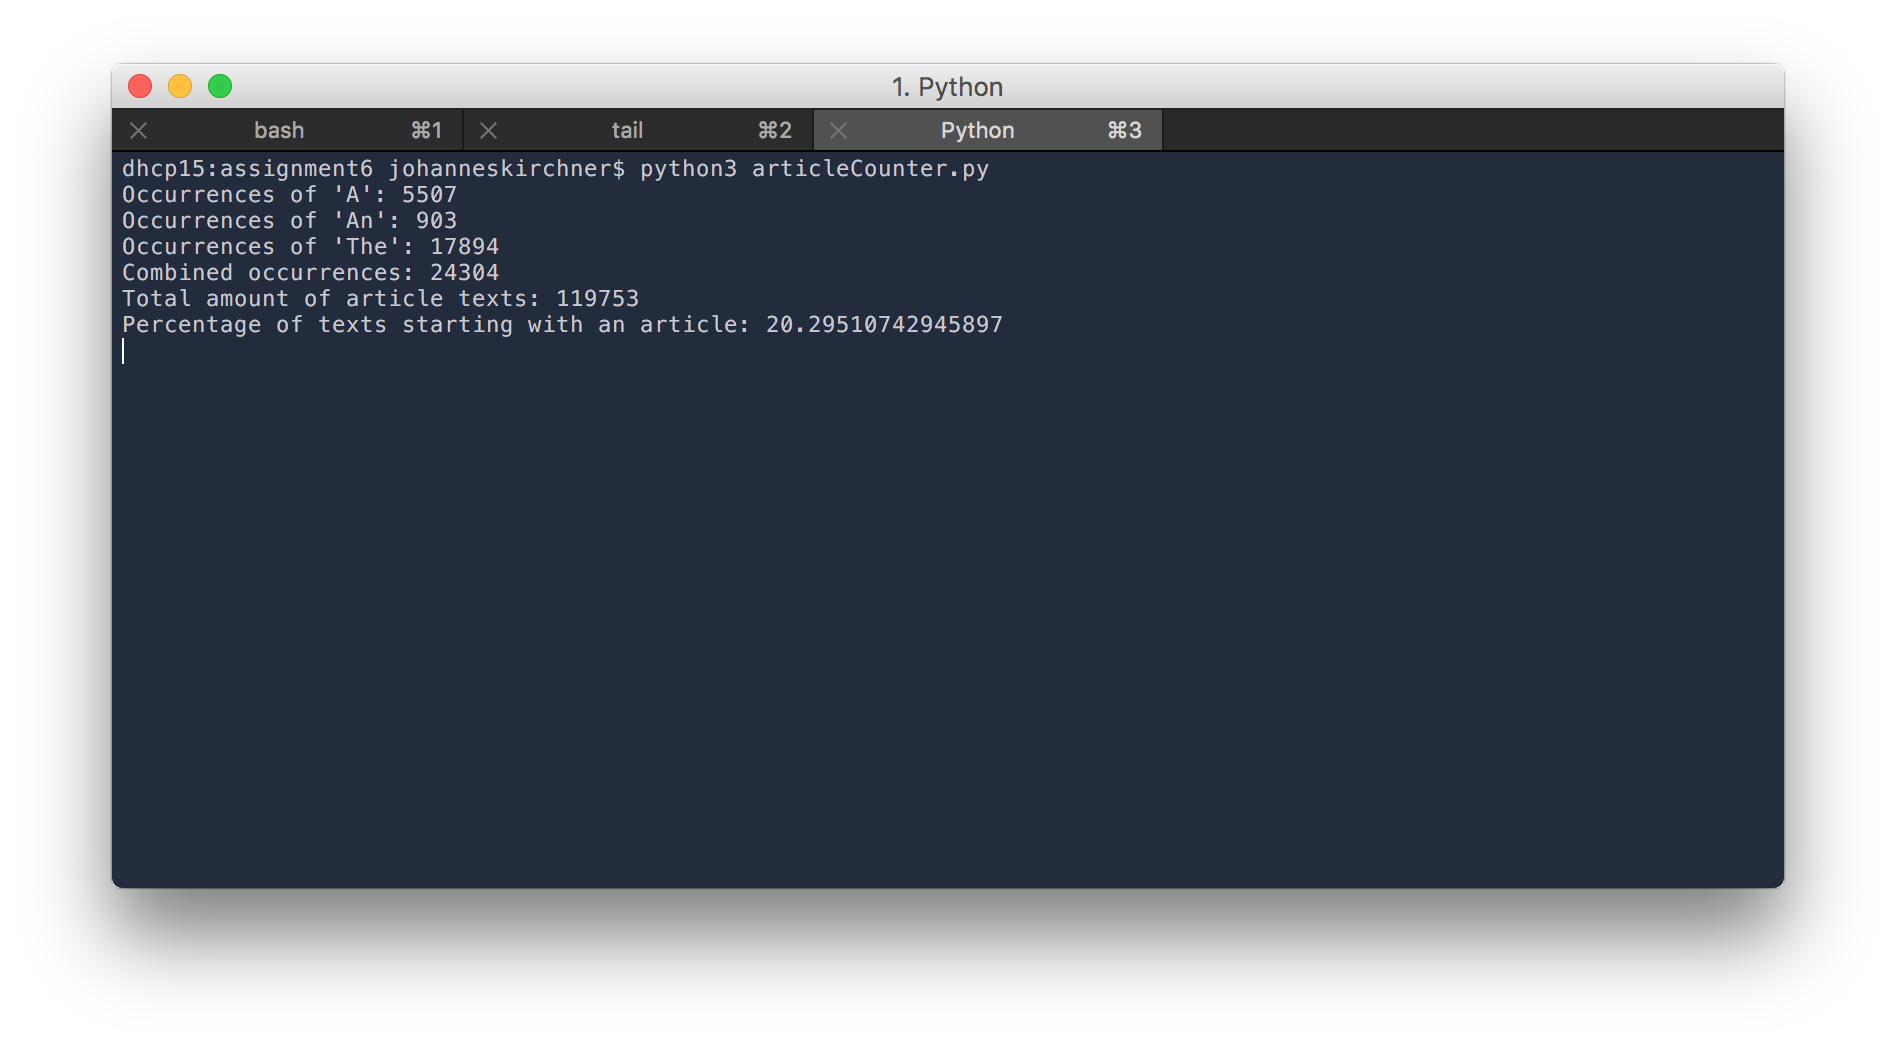 1. Python
bash ⌘1 tail ⌘2 Python ⌘3
dhcp15:assignment6 johanneskirchner$ python3 articleCounter.py
Occurrences of 'A': 5507
Occurrences of 'An': 903
Occurrences of 'The': 17894
Combined occurrences: 24304
Total amount of article texts: 119753
Percentage of texts starting with an article: 20.29510742945897